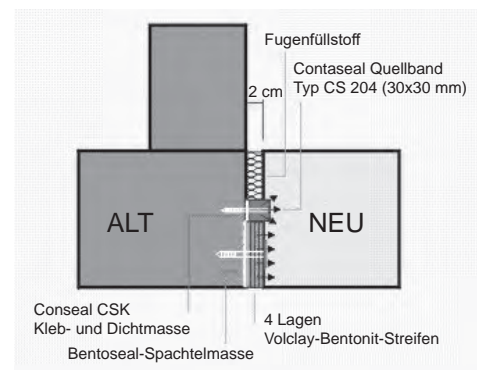 Fugenfüllstoff
Contaseal Quellband
Typ CS 204 (30x30 mm)
2 cm
ALT
NEU
Conseal CSK
Kleb- und Dichtmasse
4 Lagen
Volclay-Bentonit-Streifen
Bentoseal-Spachtelmasse